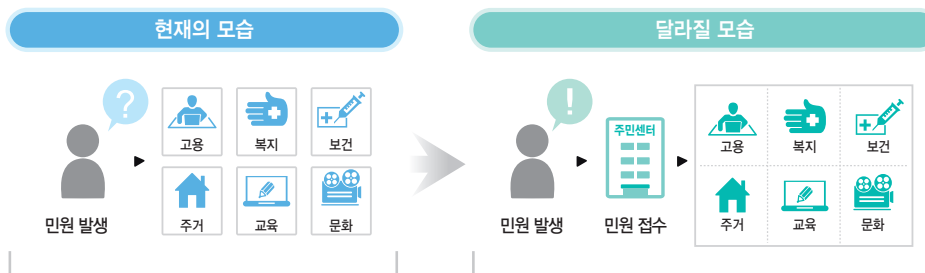 현재의 모습
?
고용
복지
보건
민원 발생
주거
교육
문화
달라질 모습
!
주민센터
고용
복지
보건
민원 발생
민원 접수
주거
교육
문화